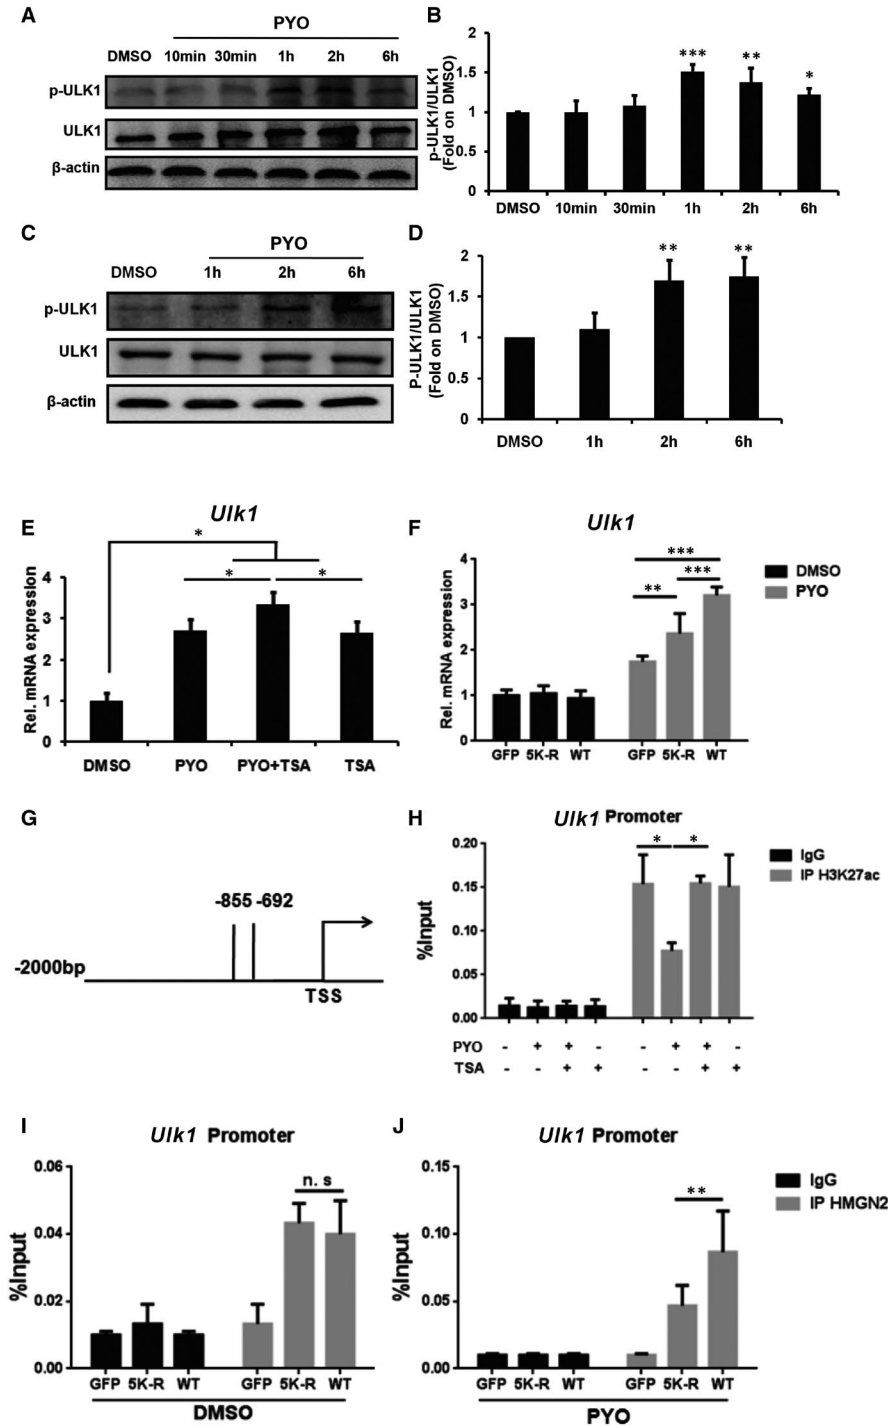 A
PYO
DMSO 10min 30min 1h 2h 6h
p-ULK1
ULK1
β-actin
B
p-ULK1/ULK1
(Fold on DMSO)
2
1.5
1
0.5
0
*** ** *
DMSO 10min 30min 1h 2h 6h
C
PYO
DMSO 1h 2h 6h
p-ULK1
ULK1
β-actin
D
P-ULK1/ULK1
(Fold on DMSO)
2
1.5
1
0.5
0
** **
DMSO 1h 2h 6h
E
Ulk1
Rel. mRNA expression
4
3
2
1
0
*
* *
DMSO PYO PYO+TSA TSA
F
Ulk1
Rel. mRNA expression
4
3
2
1
0
***
***
**
GFP 5K-R WT GFP 5K-R WT
DMSO
PYO
G
-855 -692
-2000bp
TSS
H
Ulk1 Promoter
%Input
0.20
0.15
0.10
0.05
0.00
* *
IgG
IP H3K27ac
PYO - + + - - + + -
TSA - - + + - - + +
I
Ulk1 Promoter
%Input
0.06
0.04
0.02
0.00
n. s
GFP 5K-R WT GFP 5K-R WT
DMSO
J
Ulk1 Promoter
%Input
0.15
0.10
0.05
0.00
**
GFP 5K-R WT GFP 5K-R WT
PYO
IgG
IP HMGN2